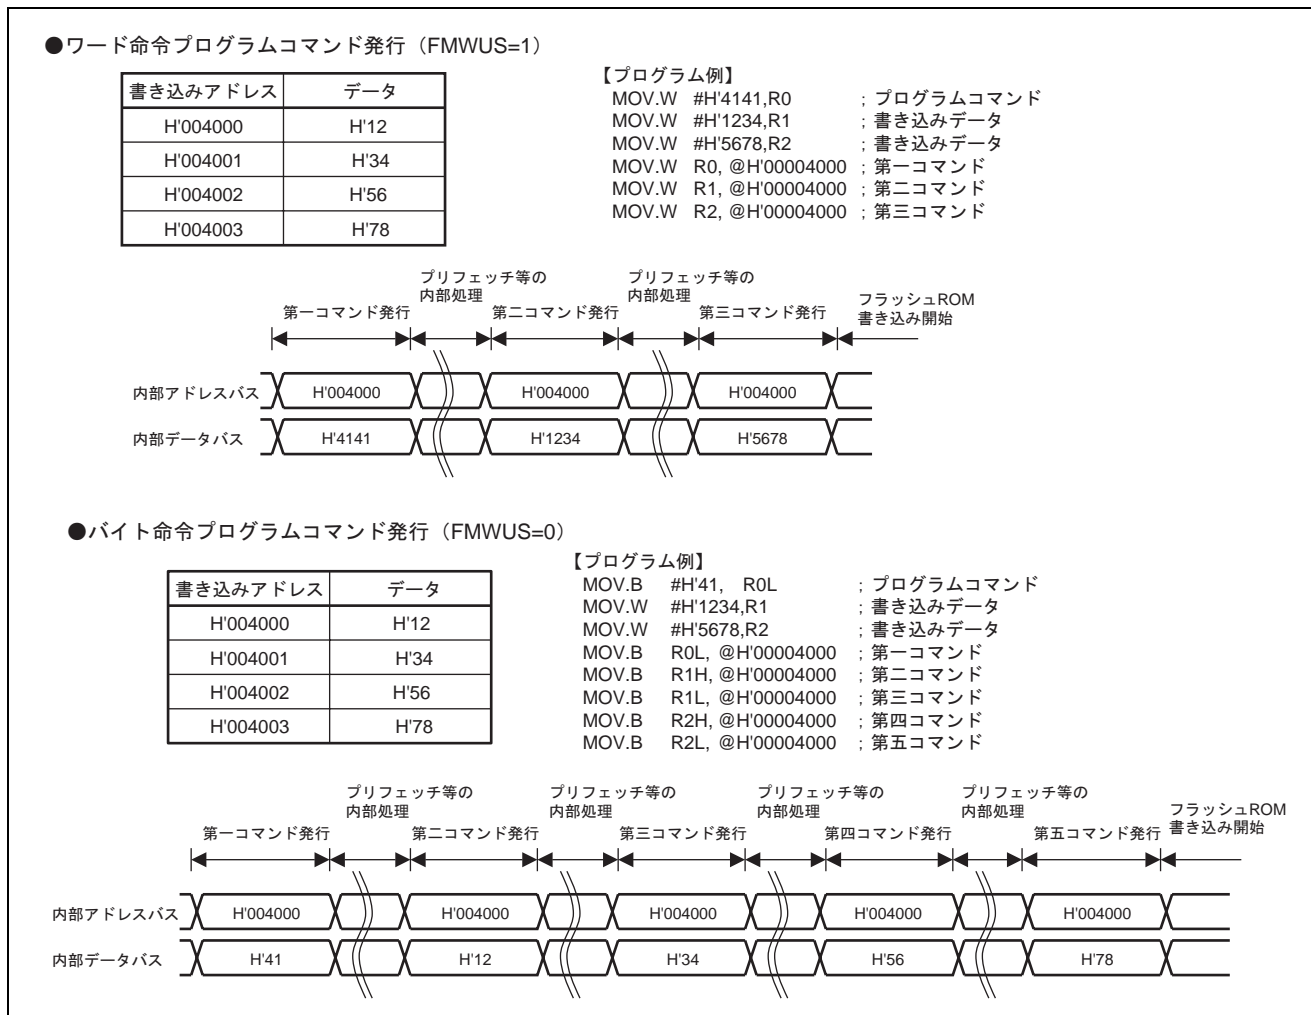 ●ワード命令プログラムコマンド発行（FMWUS=1）
書き込みアドレス データ
H'004000 H'12
H'004001 H'34
H'004002 H'56
H'004003 H'78
【プログラム例】
MOV.W #H'4141,R0 ; プログラムコマンド
MOV.W #H'1234,R1 ; 書き込みデータ
MOV.W #H'5678,R2 ; 書き込みデータ
MOV.W R0, @H'00004000 ; 第一コマンド
MOV.W R1, @H'00004000 ; 第二コマンド
MOV.W R2, @H'00004000 ; 第三コマンド
プリフェッチ等の プリフェッチ等の
内部処理 内部処理
フラッシュROM
第一コマンド発行 第二コマンド発行 第三コマンド発行
書き込み開始
内部アドレスバス H'004000 H'004000 H'004000
内部データバス H'4141 H'1234 H'5678
●バイト命令プログラムコマンド発行（FMWUS=0）
書き込みアドレス データ
H'004000 H'12
H'004001 H'34
H'004002 H'56
H'004003 H'78
【プログラム例】
MOV.B #H'41, R0L ; プログラムコマンド
MOV.W #H'1234,R1 ; 書き込みデータ
MOV.W #H'5678,R2 ; 書き込みデータ
MOV.B R0L, @H'00004000 ; 第一コマンド
MOV.B R1H, @H'00004000 ; 第二コマンド
MOV.B R1L, @H'00004000 ; 第三コマンド
MOV.B R2H, @H'00004000 ; 第四コマンド
MOV.B R2L, @H'00004000 ; 第五コマンド
プリフェッチ等の プリフェッチ等の プリフェッチ等の プリフェッチ等の
内部処理 内部処理 内部処理 内部処理
フラッシュROM
第一コマンド発行 第二コマンド発行 第三コマンド発行 第四コマンド発行 第五コマンド発行
書き込み開始
内部アドレスバス H'004000 H'004000 H'004000 H'004000 H'004000
内部データバス H'41 H'12 H'34 H'56 H'78